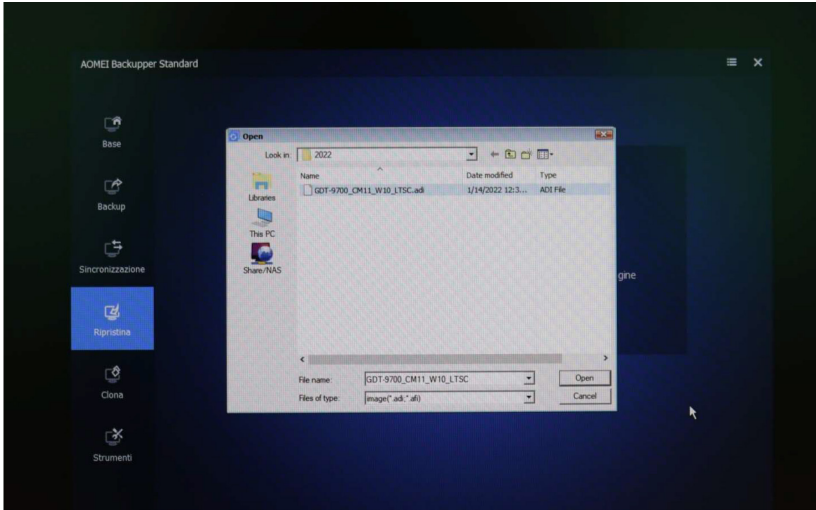 AOMEI Backupper Standard
Base
Backup
Sincronizzazione
Ripristina
Clona
Strumenti
Open
Look in:
2022
Libraries
This PC
Share/NAS
Name
Date modified
Type
GDT-9700_CM11_W10_LTSC.adi
1/14/2022 12:3...
ADI File
gine
File name:
GDT-9700_CM11_W10_LTSC
Open
Files of type:
image(*.adi;*.afi)
Cancel